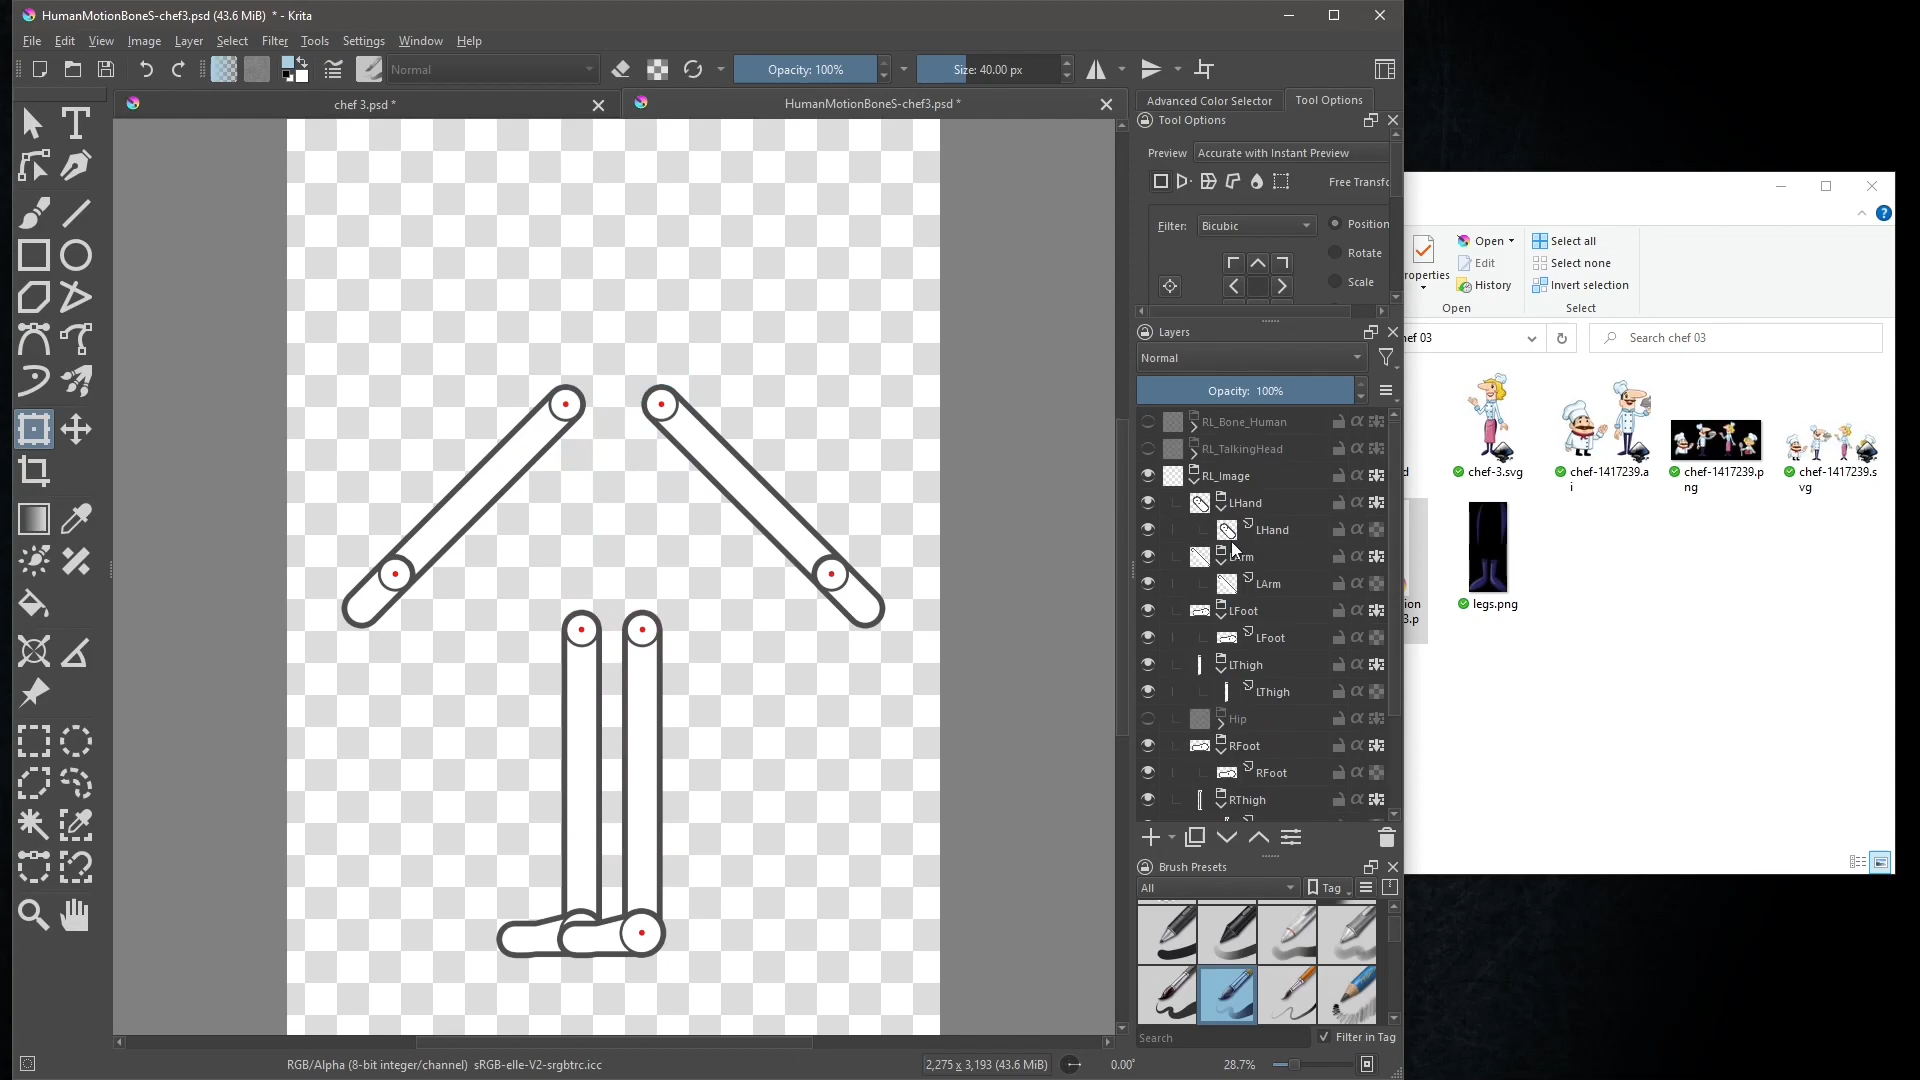 HumanMotionBoneS-chef3.psd (43.6 MiB)  * - Krita
File Edit View Image Layer Select Filter Tools Settings Window Help
Normal
Opacity: 100%
Size: 40.00 px
chef 3.psd *
HumanMotionBoneS-chef3.psd *
Advanced Color Selector
Tool Options
Tool Options
Preview Accurate with Instant Preview
Free Transfo
Filter: Bicubic
Position
Rotate
Scale
Layers
Normal
Opacity: 100%
RL_Bone_Human
RL_TalkingHead
RL_Image
LHand
LHand
LArm
LArm
LFoot
LFoot
LThigh
LThigh
Hip
RFoot
RFoot
RThigh
Brush Presets
All
Tag
Search
Filter in Tag
RGB/Alpha (8-bit integer/channel) sRGB-elle-V2-srgbtrc.icc
2,275 x 3,193 (43.6 MiB)
0.00°
28.7%
Open
Edit
roperties
History
Open
Select all
Select none
Invert selection
Select
nef 03
Search chef 03
d
chef-3.svg
chef-1417239.a
i
chef-1417239.p
ng
chef-1417239.s
vg
ion
3.p
legs.png